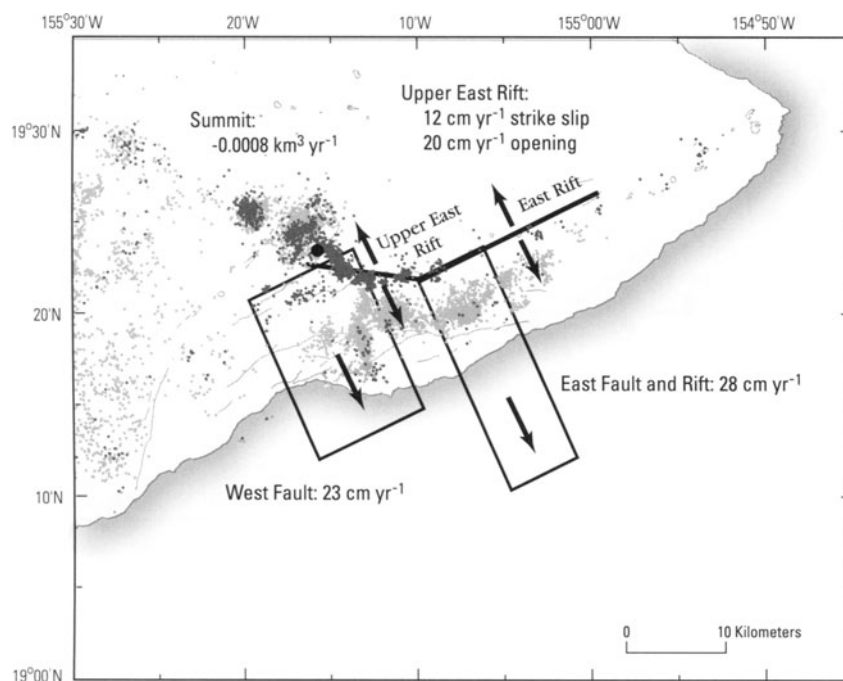 155°30'W
20'W
10'W
155°00'W
154°50'W
19°30'N
Summit:
-0.0008 km³ yr⁻¹
Upper East Rift:
12 cm yr⁻¹ strike slip
20 cm yr⁻¹ opening
Upper East
Rift
East Rift
20'N
East Fault and Rift: 28 cm yr⁻¹
West Fault: 23 cm yr⁻¹
10'N
0
10 Kilometers
19°00'N